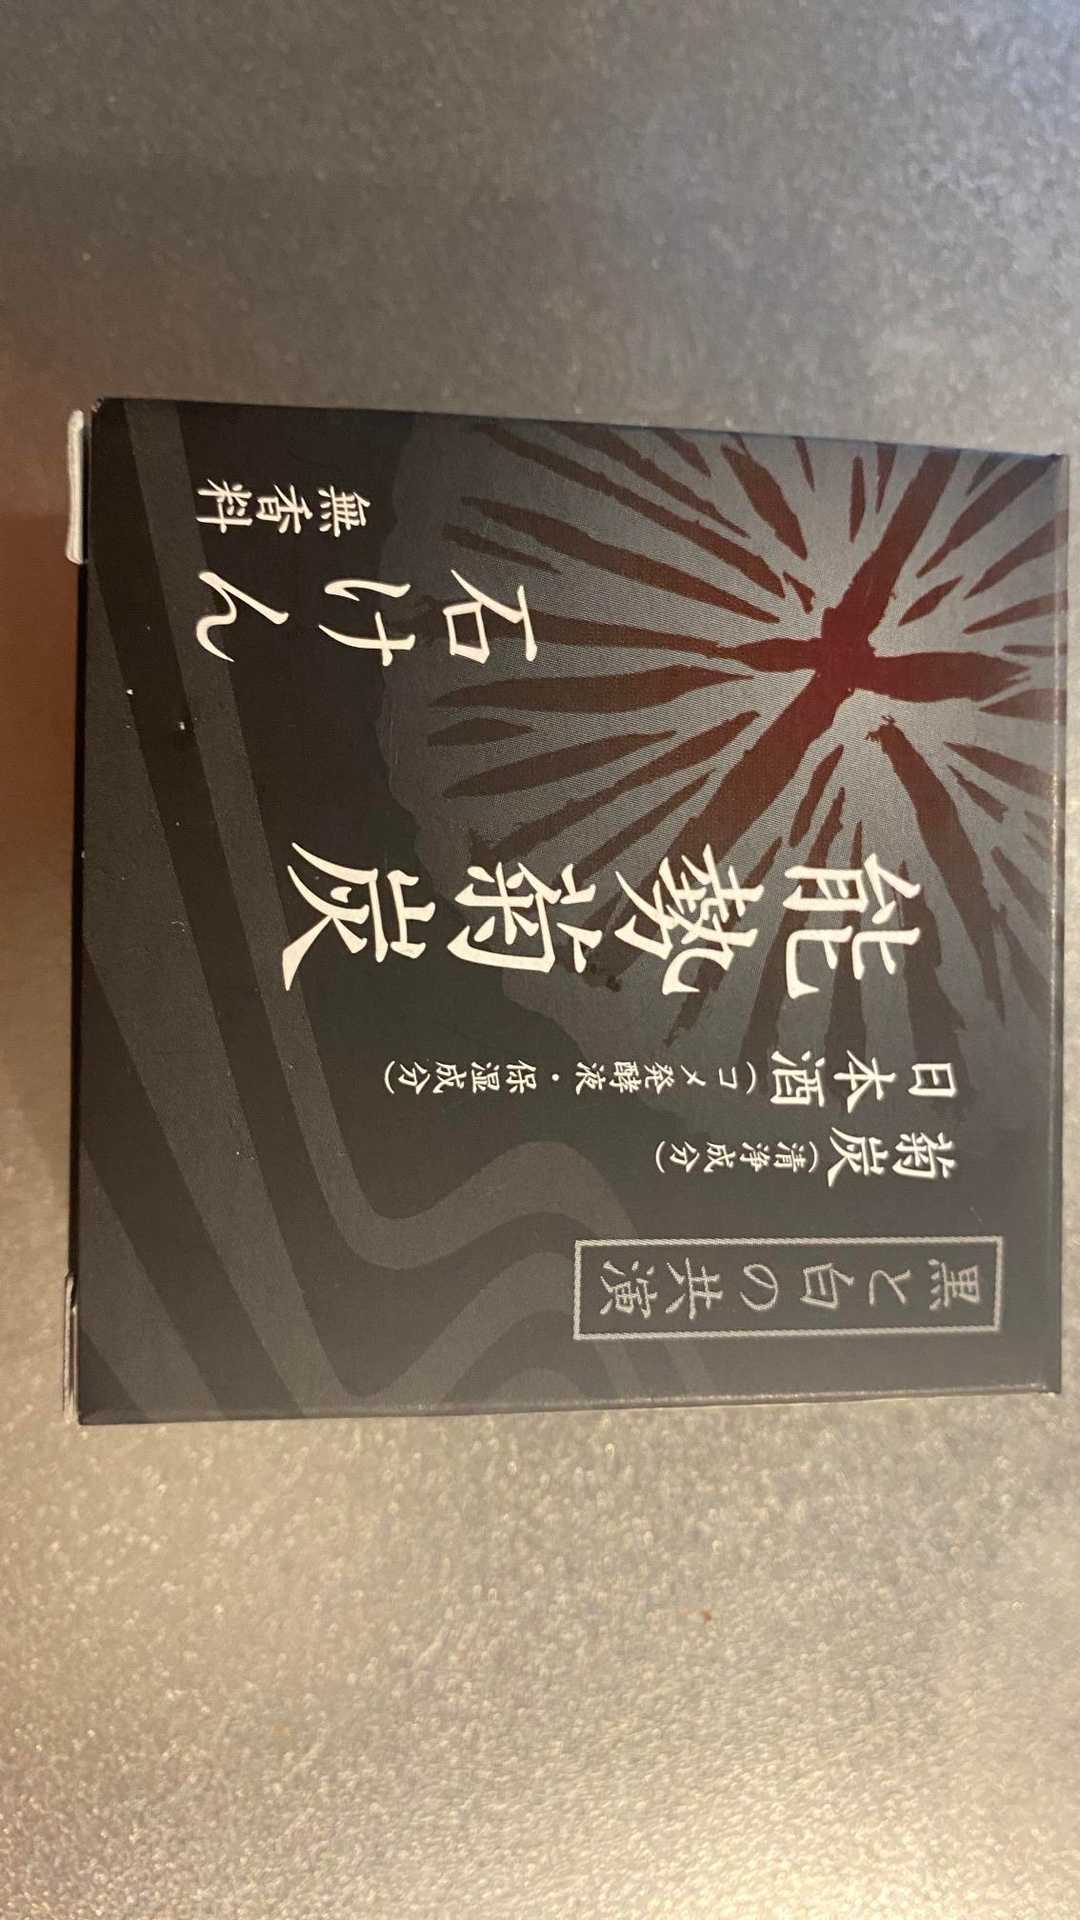 黒と白の共演
菊炭(清浄成分)
日本酒(コメ発酵液・保湿成分)
能勢菊炭
石けん
無香料